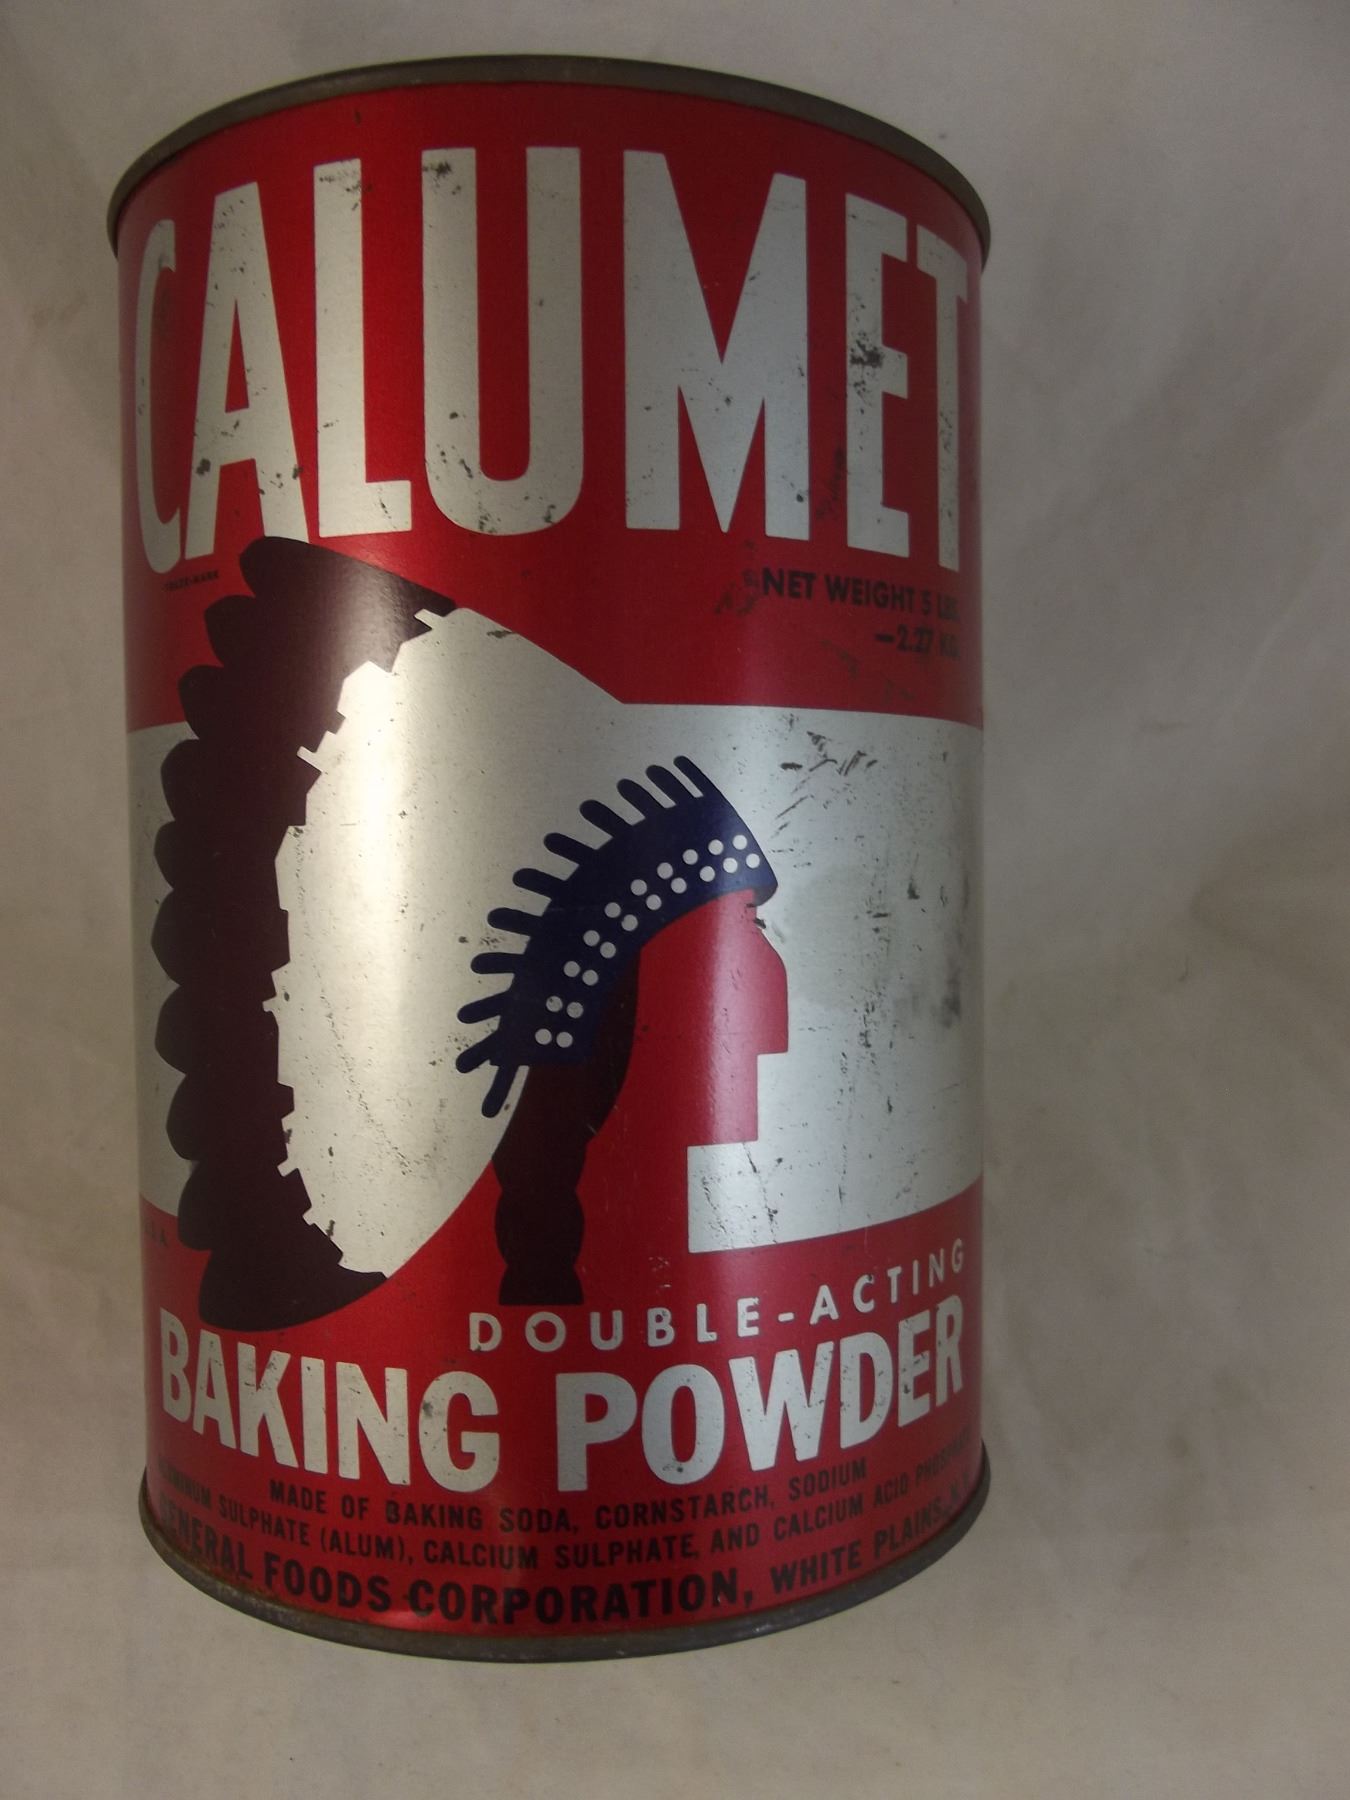 CALUMET
TRADE-MARK
NET WEIGHT 5 LBS.
—2.27 KG.
DOUBLE-ACTING
BAKING POWDER
MADE OF BAKING SODA, CORNSTARCH, SODIUM
ALUMINUM SULPHATE (ALUM), CALCIUM SULPHATE, AND CALCIUM ACID PHOSPHATE
GENERAL FOODS CORPORATION, WHITE PLAINS, N.Y.